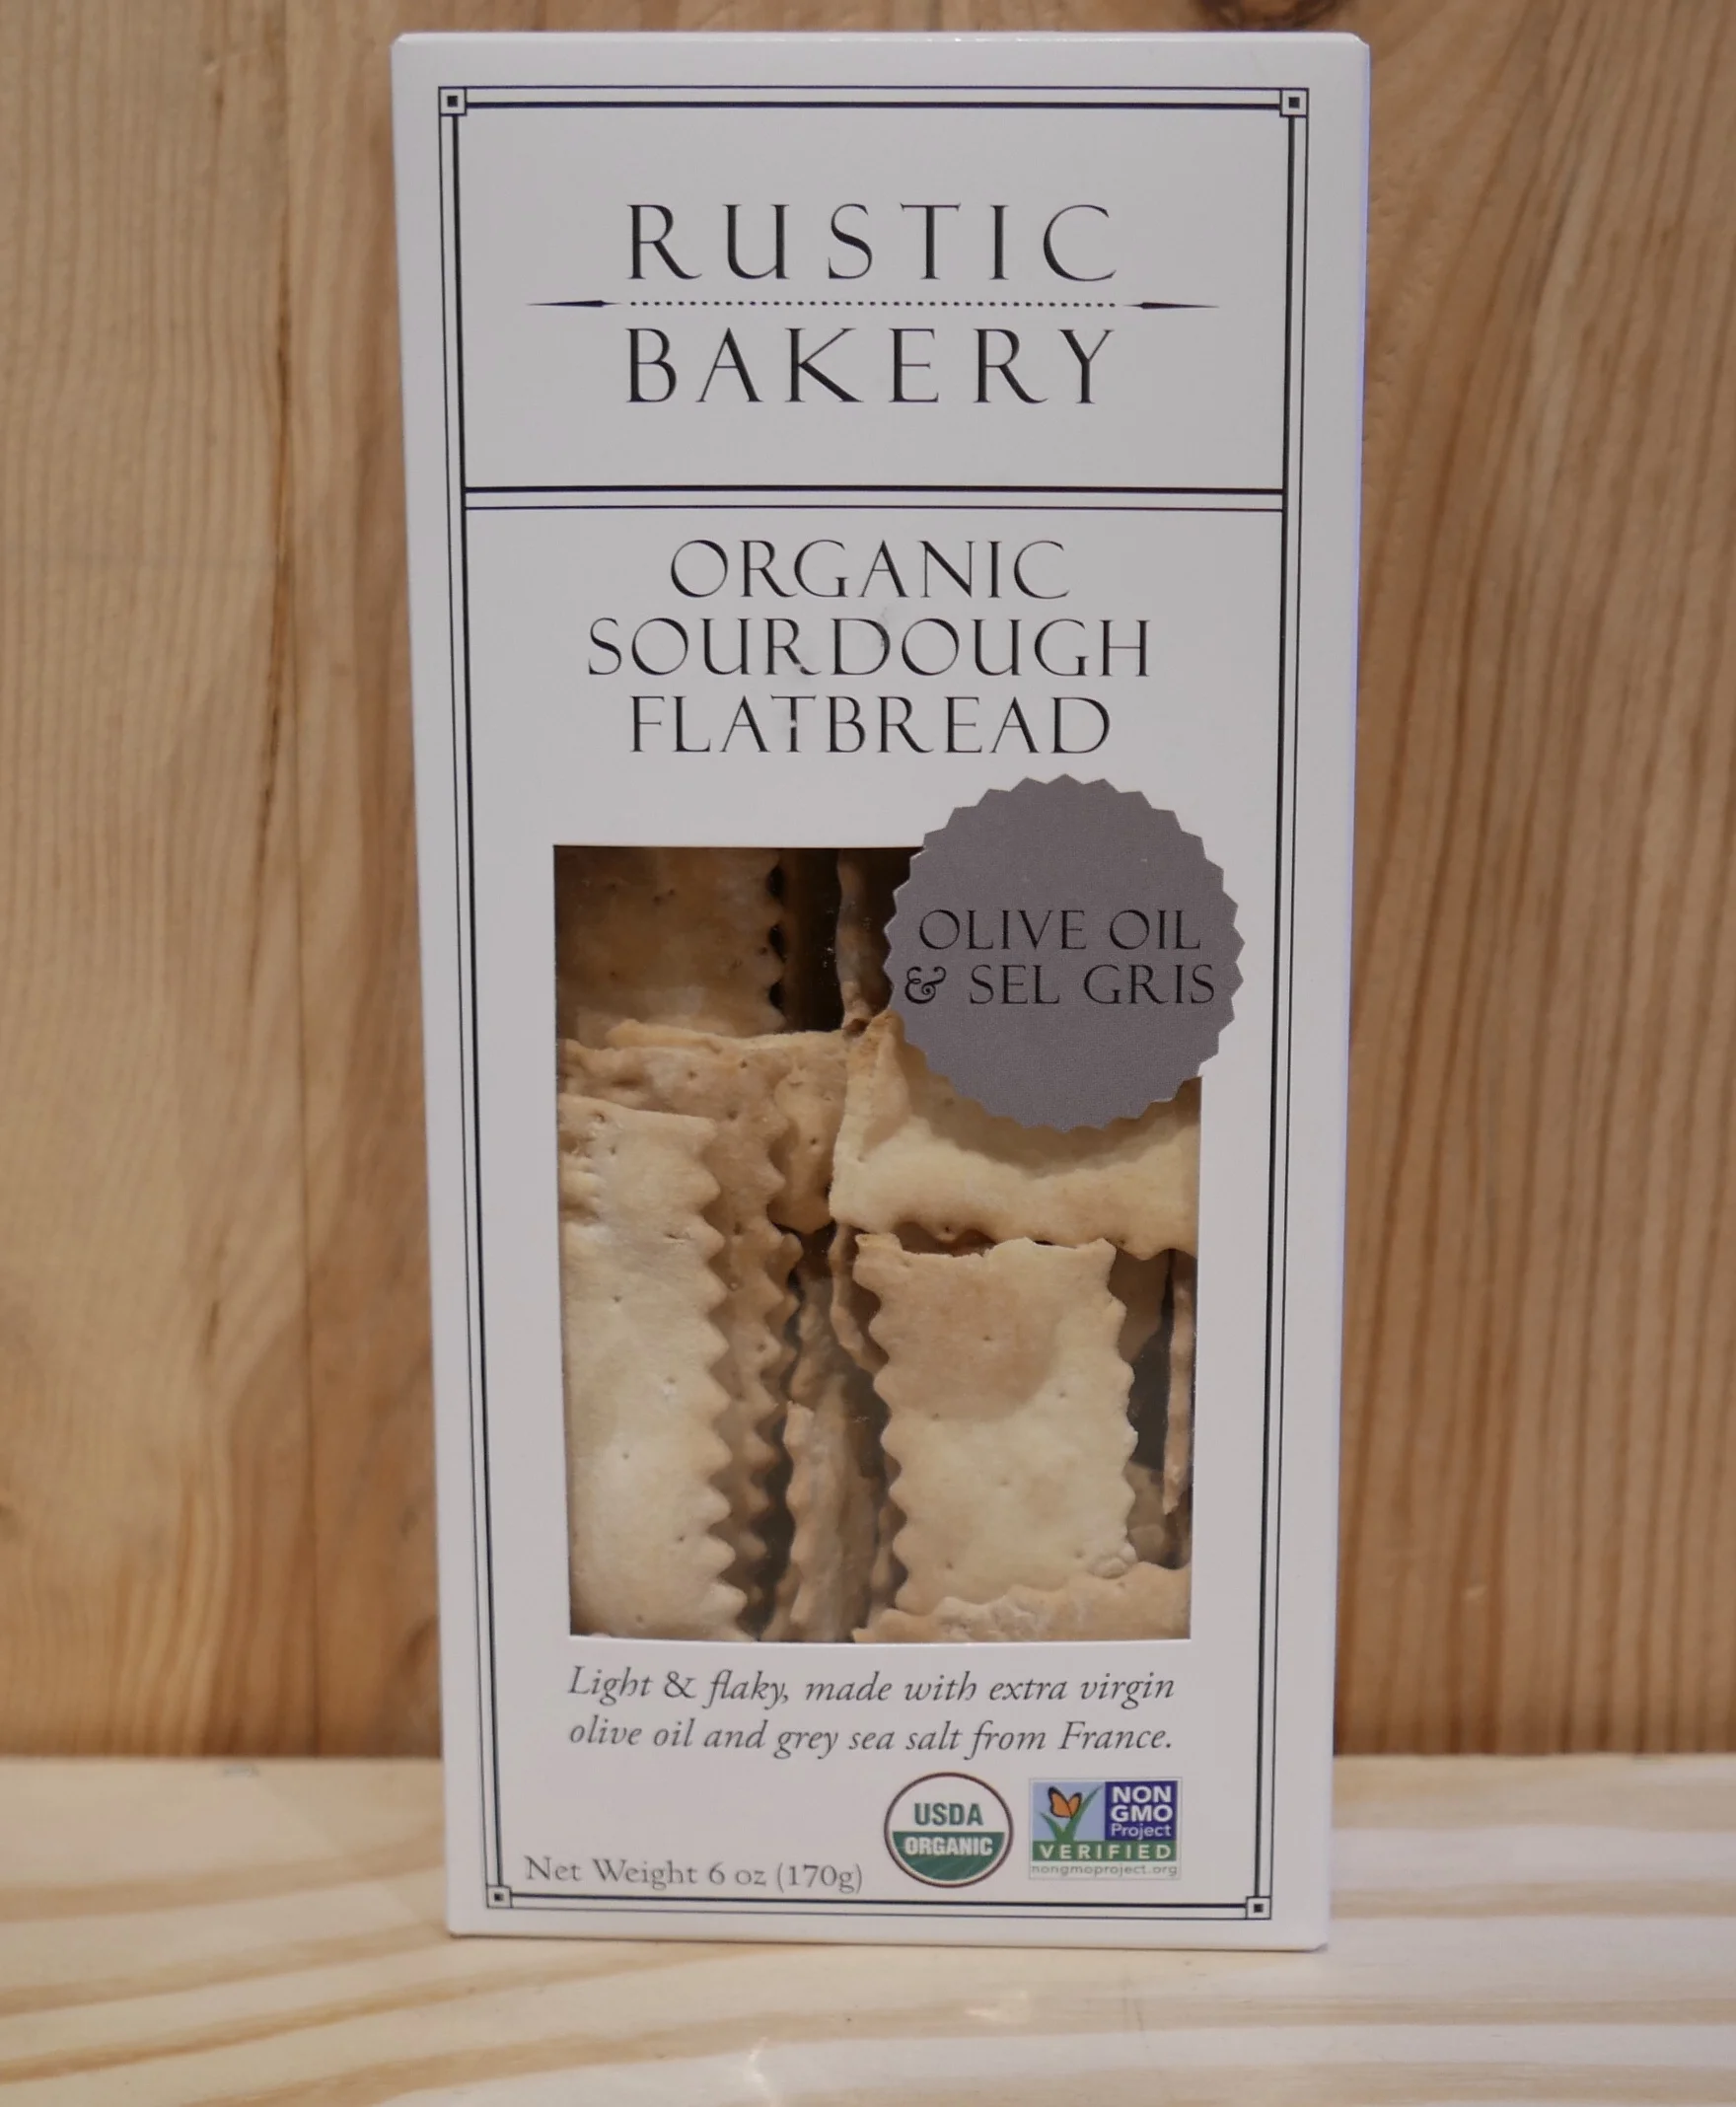 RUSTIC
BAKERY
ORGANIC
SOURDOUGH
FLATBREAD
OLIVE OIL
& SEL GRIS
Light & flaky, made with extra virgin
olive oil and grey sea salt from France.
Net Weight 6 oz (170g)
USDA
ORGANIC
NON
GMO
Project
VERIFIED
nongmoproject.org